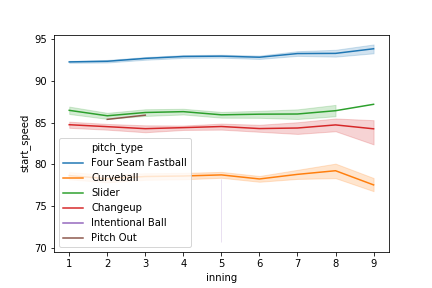 95
90
85
80
75
70
start_speed
pitch_type
Four Seam Fastball
Curveball
Slider
Changeup
Intentional Ball
Pitch Out
1 2 3 4 5 6 7 8 9
inning